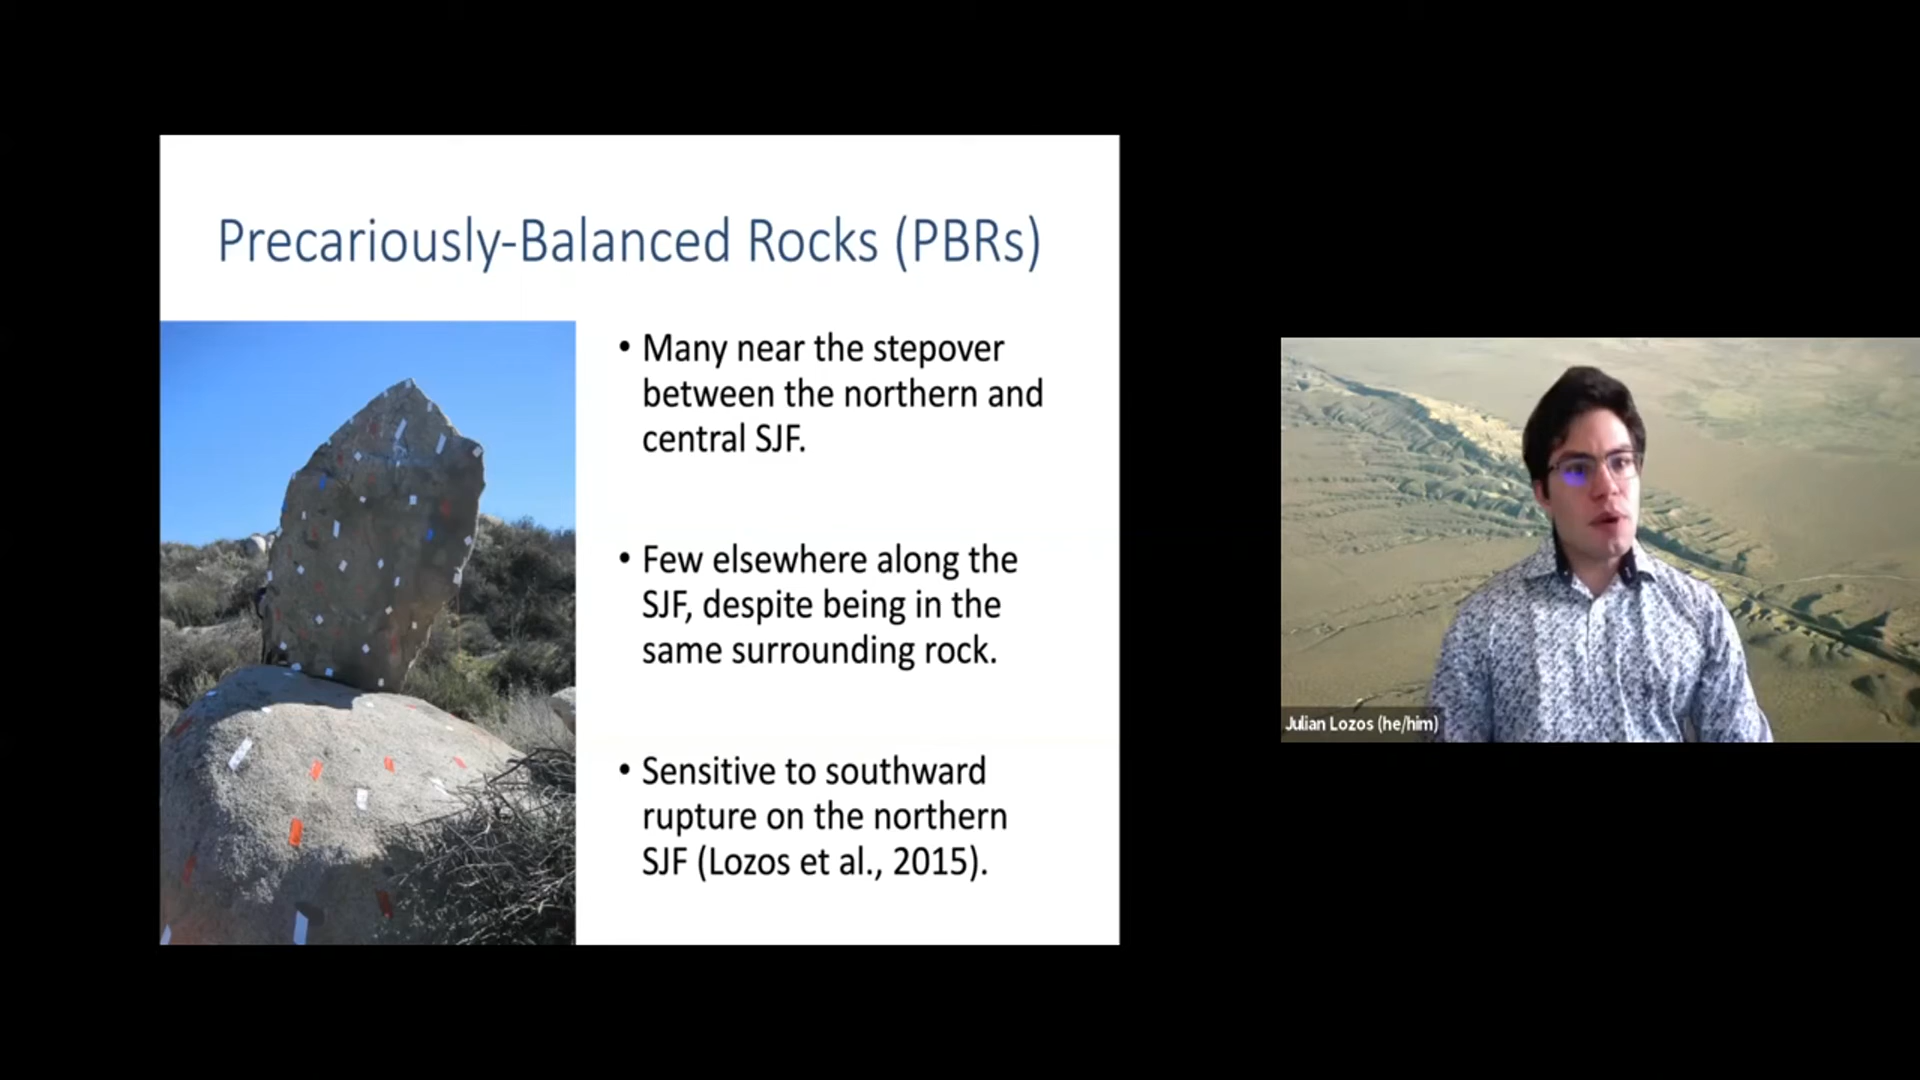 Precariously-Balanced Rocks (PBRs)
• Many near the stepover
between the northern and
central SJF.
• Few elsewhere along the
SJF, despite being in the
same surrounding rock.
• Sensitive to southward
rupture on the northern
SJF (Lozos et al., 2015).
Julian Lozos (he/him)